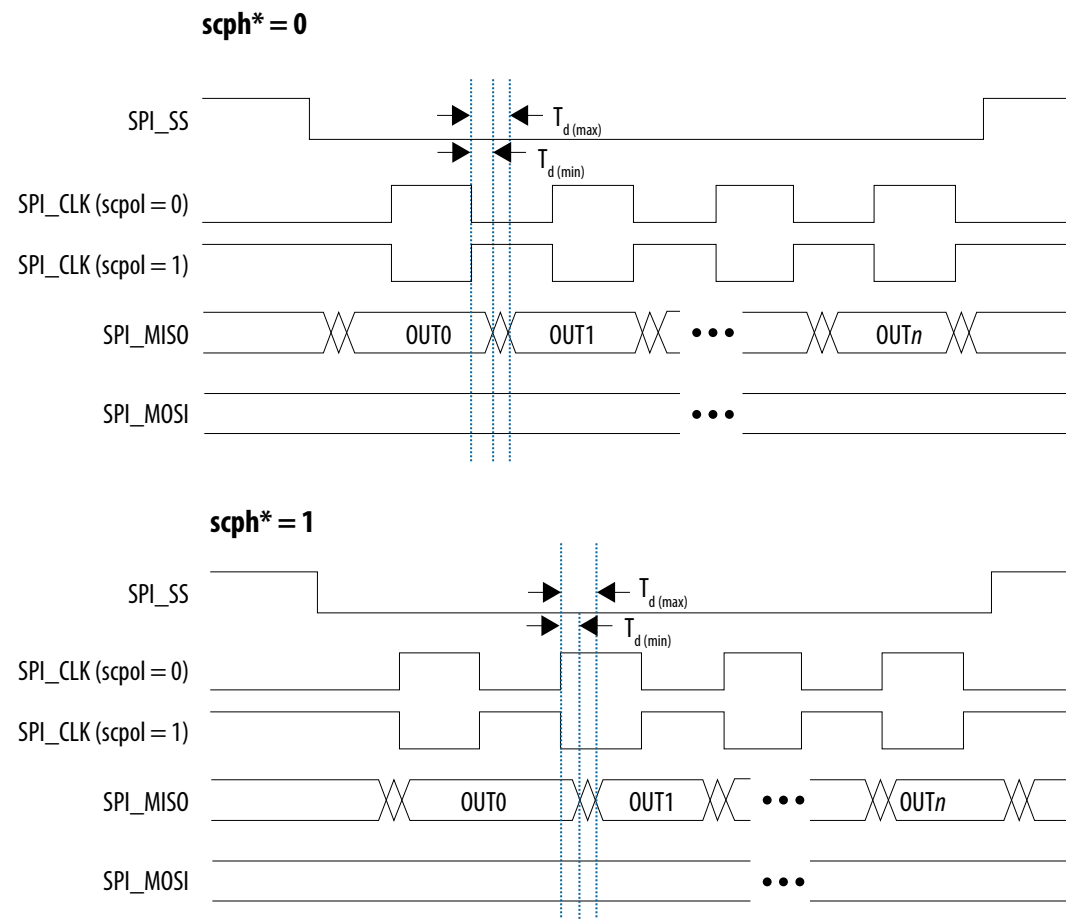 scph* = 0
SPI_SS
T d (max)
T d (min)
SPI_CLK (scpol = 0)
SPI_CLK (scpol = 1)
SPI_MISO OUT0 OUT1 ••• OUTn
SPI_MOSI •••
scph* = 1
SPI_SS
T d (max)
T d (min)
SPI_CLK (scpol = 0)
SPI_CLK (scpol = 1)
SPI_MISO OUT0 OUT1 ••• OUTn
SPI_MOSI •••